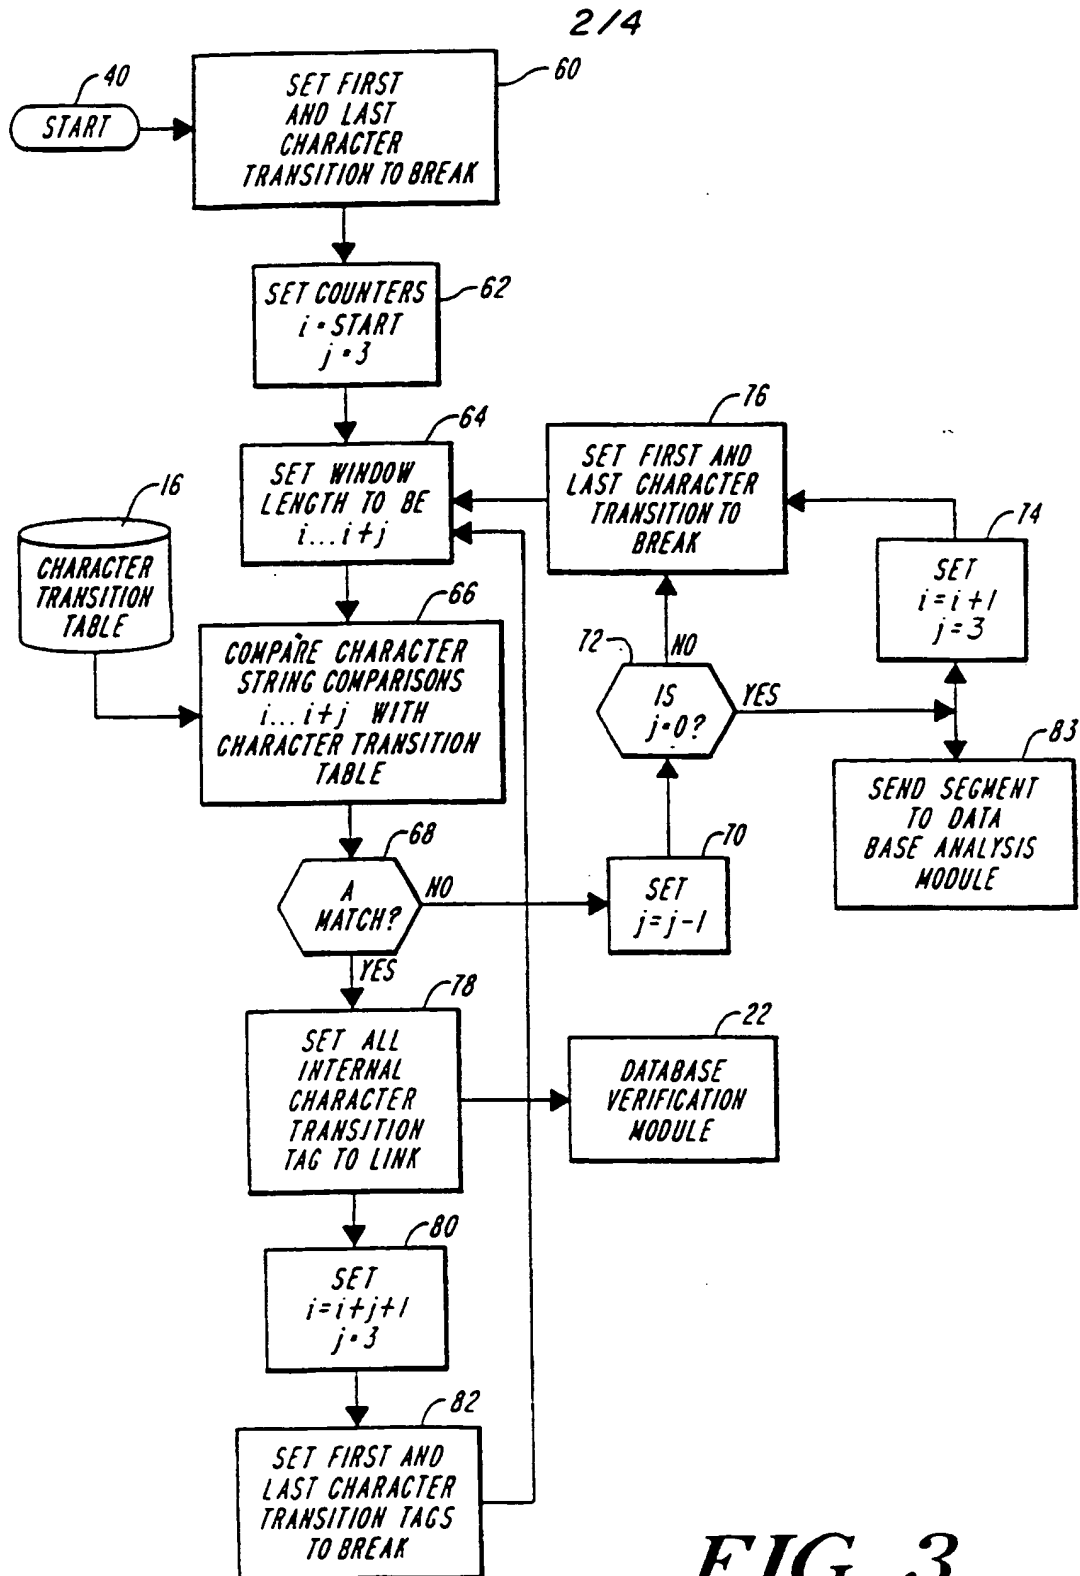 2/4
40
START
60
SET FIRST
AND LAST
CHARACTER
TRANSITION TO BREAK
62
SET COUNTERS
i = START
j = 3
64
SET WINDOW
LENGTH TO BE
i...i+j
76
SET FIRST AND
LAST CHARACTER
TRANSITION TO
BREAK
16
CHARACTER
TRANSITION
TABLE
74
SET
i=i+1
j=3
66
COMPARE CHARACTER
STRING COMPARISONS
i...i+j WITH
CHARACTER TRANSITION
TABLE
72
NO
IS
j=0?
YES
83
SEND SEGMENT
TO DATA
BASE ANALYSIS
MODULE
68
A
MATCH?
NO
YES
70
SET
j=j-1
78
SET ALL
INTERNAL
CHARACTER
TRANSITION
TAG TO LINK
22
DATABASE
VERIFICATION
MODULE
80
SET
i=i+j+1
j=3
82
SET FIRST AND
LAST CHARACTER
TRANSITION TAGS
TO BREAK
FIG. 3